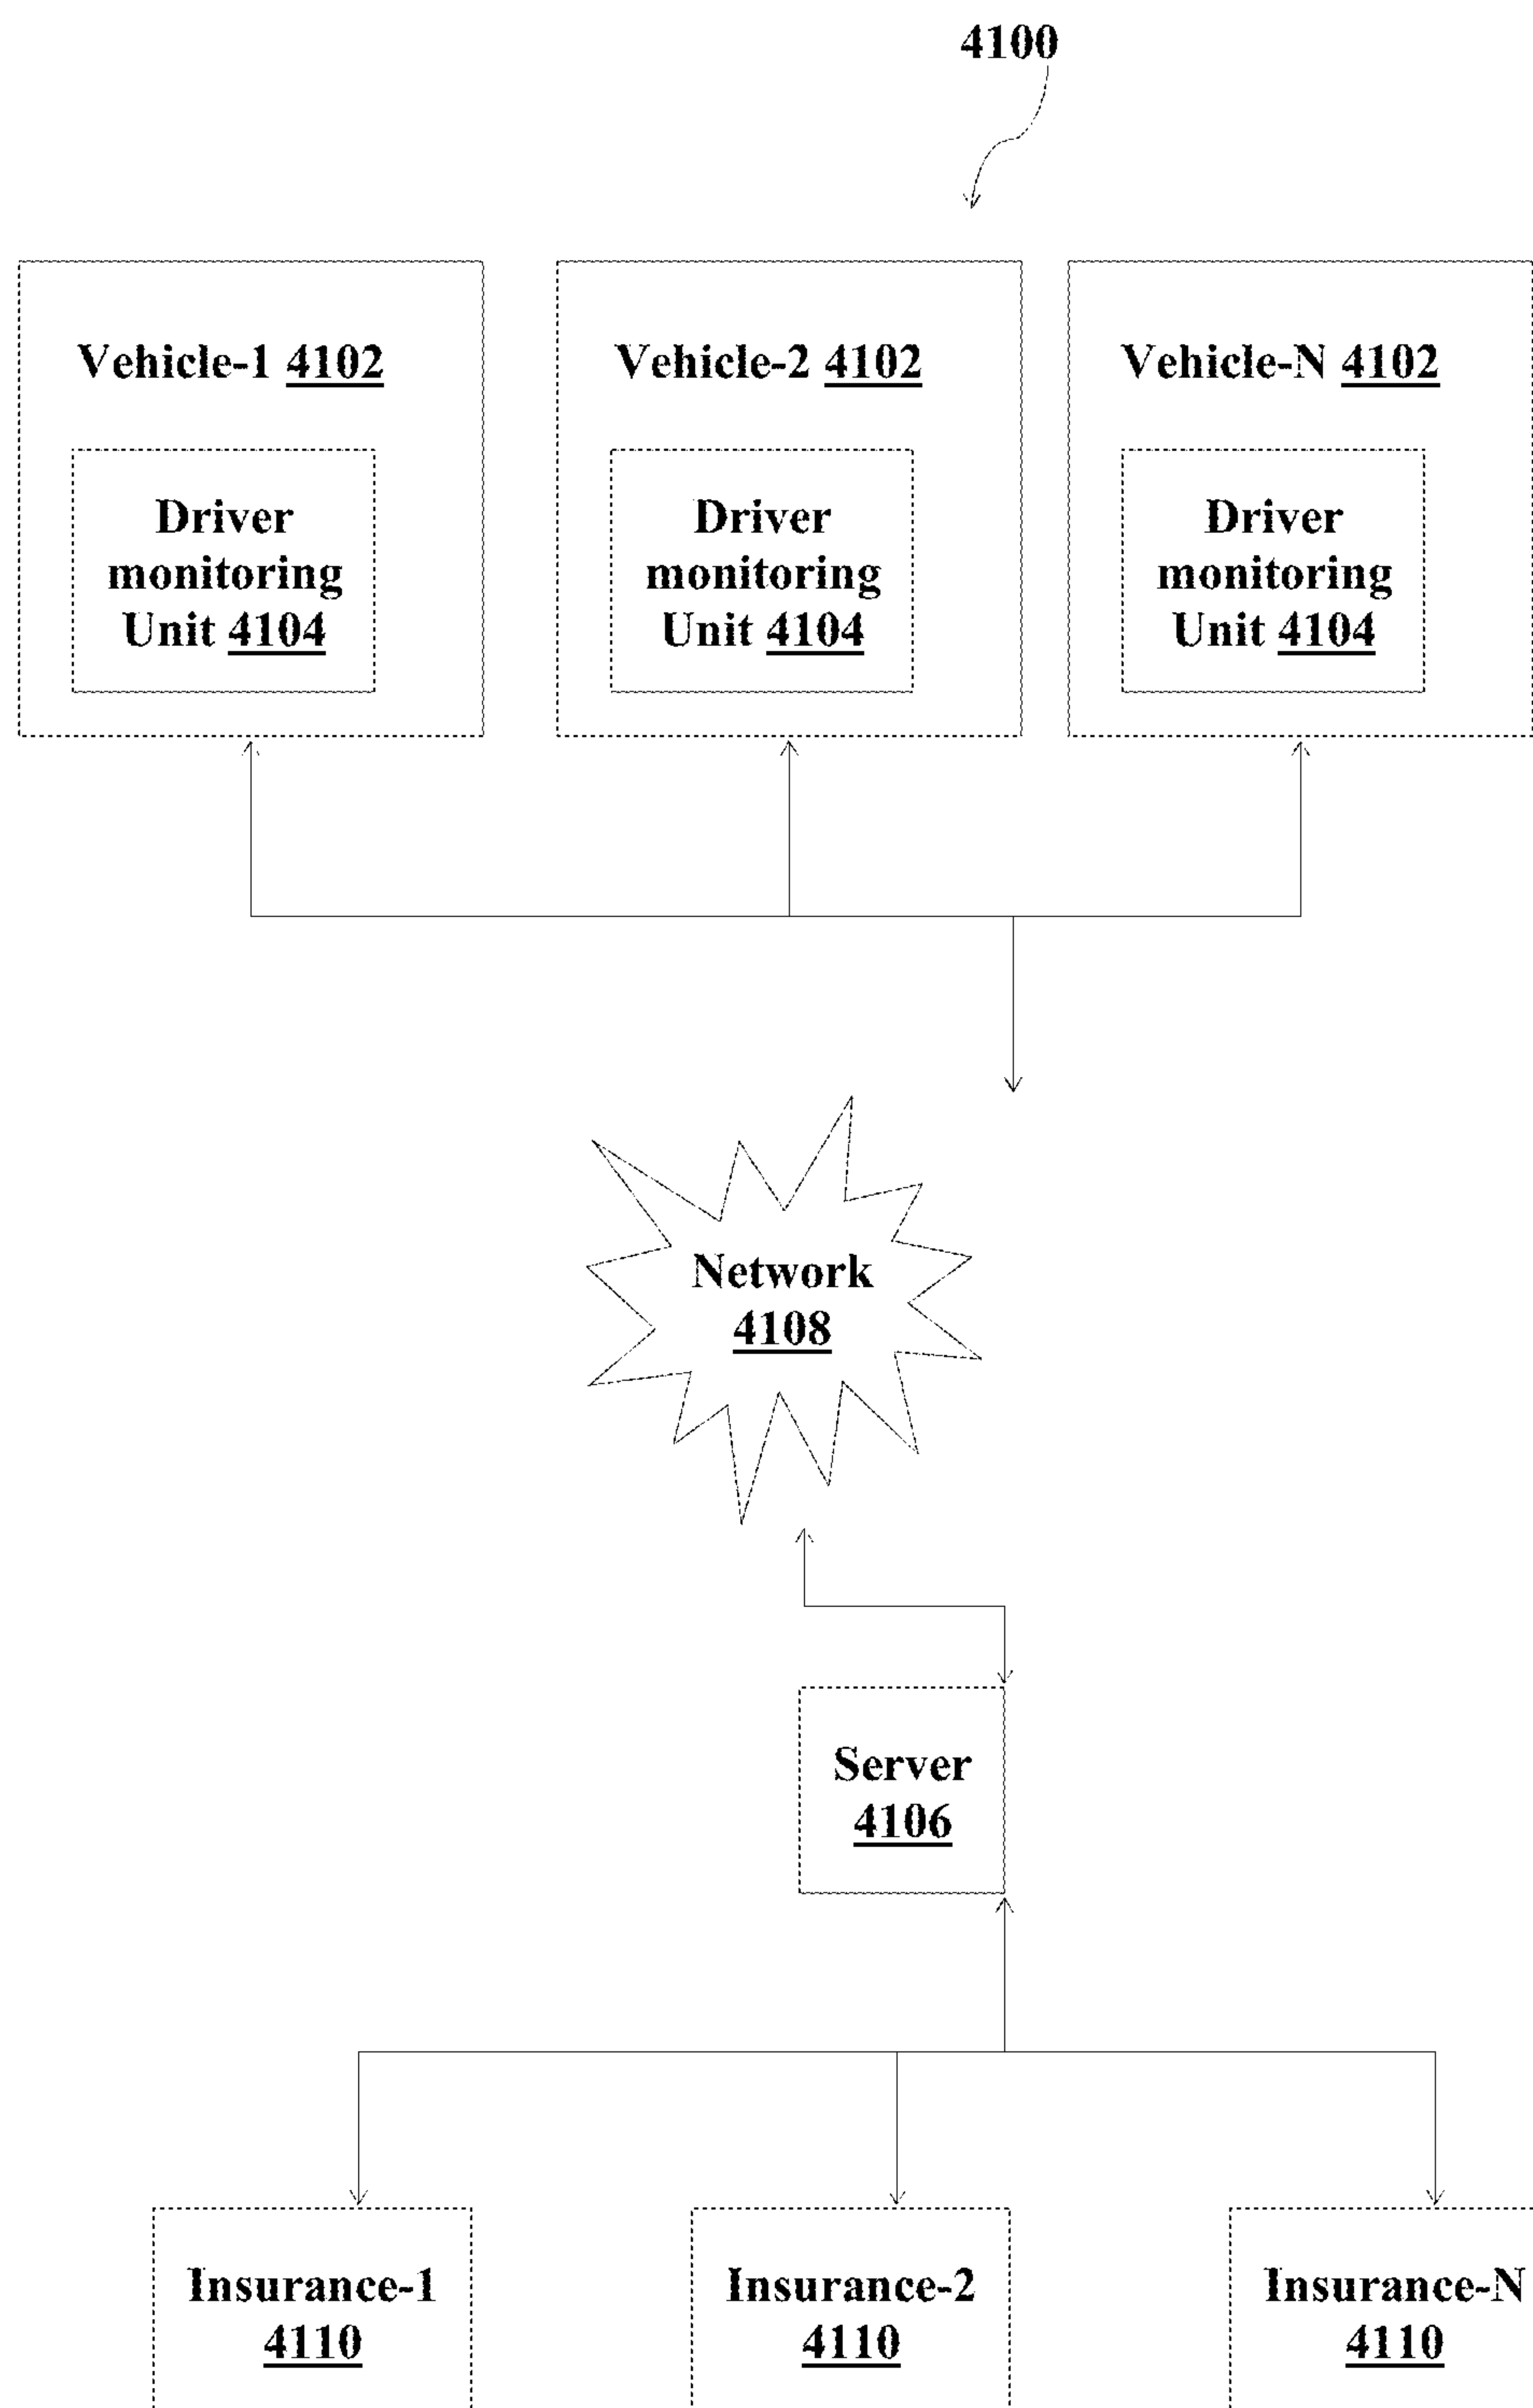 4100
Vehicle-1 4102
Driver
monitoring
Unit 4104
Vehicle-2 4102
Driver
monitoring
Unit 4104
Vehicle-N 4102
Driver
monitoring
Unit 4104
Network
4108
Server
4106
Insurance-1
4110
Insurance-2
4110
Insurance-N
4110